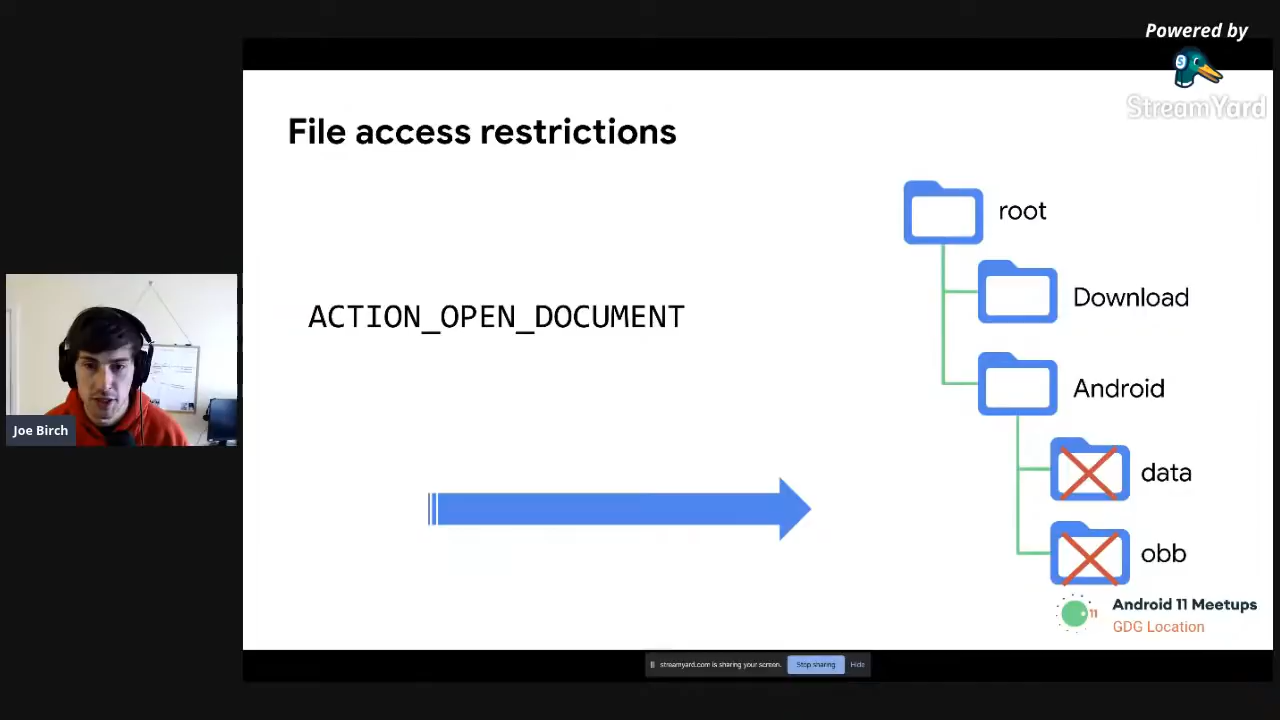 Powered by
StreamYard
File access restrictions
root
Download
ACTION_OPEN_DOCUMENT
Android
Joe Birch
data
obb
Android 11 Meetups
11
GDG Location
streamyard.com is sharing your screen.
Stop sharing
Hide